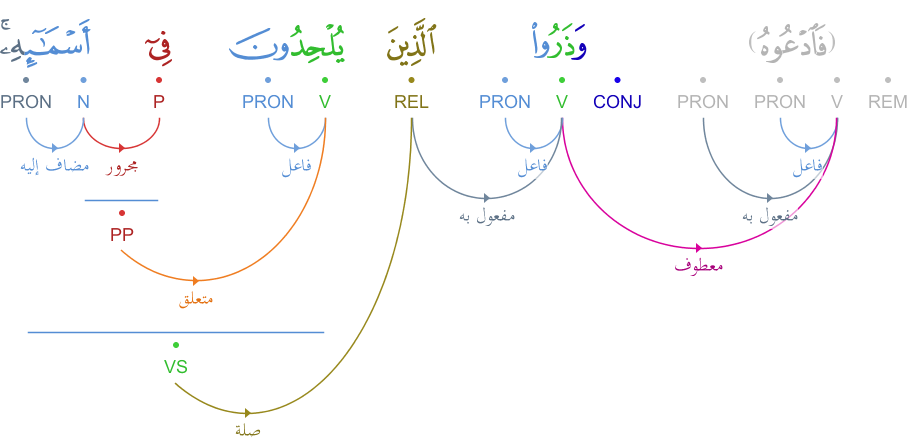 (فَٱدْعُوهُ) وَذَرُوا۟ ٱلَّذِينَ يُلْحِدُونَ فِىٓ أَسْمَـٰٓئِهِۦ ۚ
REM V PRON PRON CONJ V PRON REL V PRON P N PRON
فاعل فاعل فاعل مجرور مضاف إليه
مفعول به مفعول به
PP
معطوف
متعلق
VS
صلة